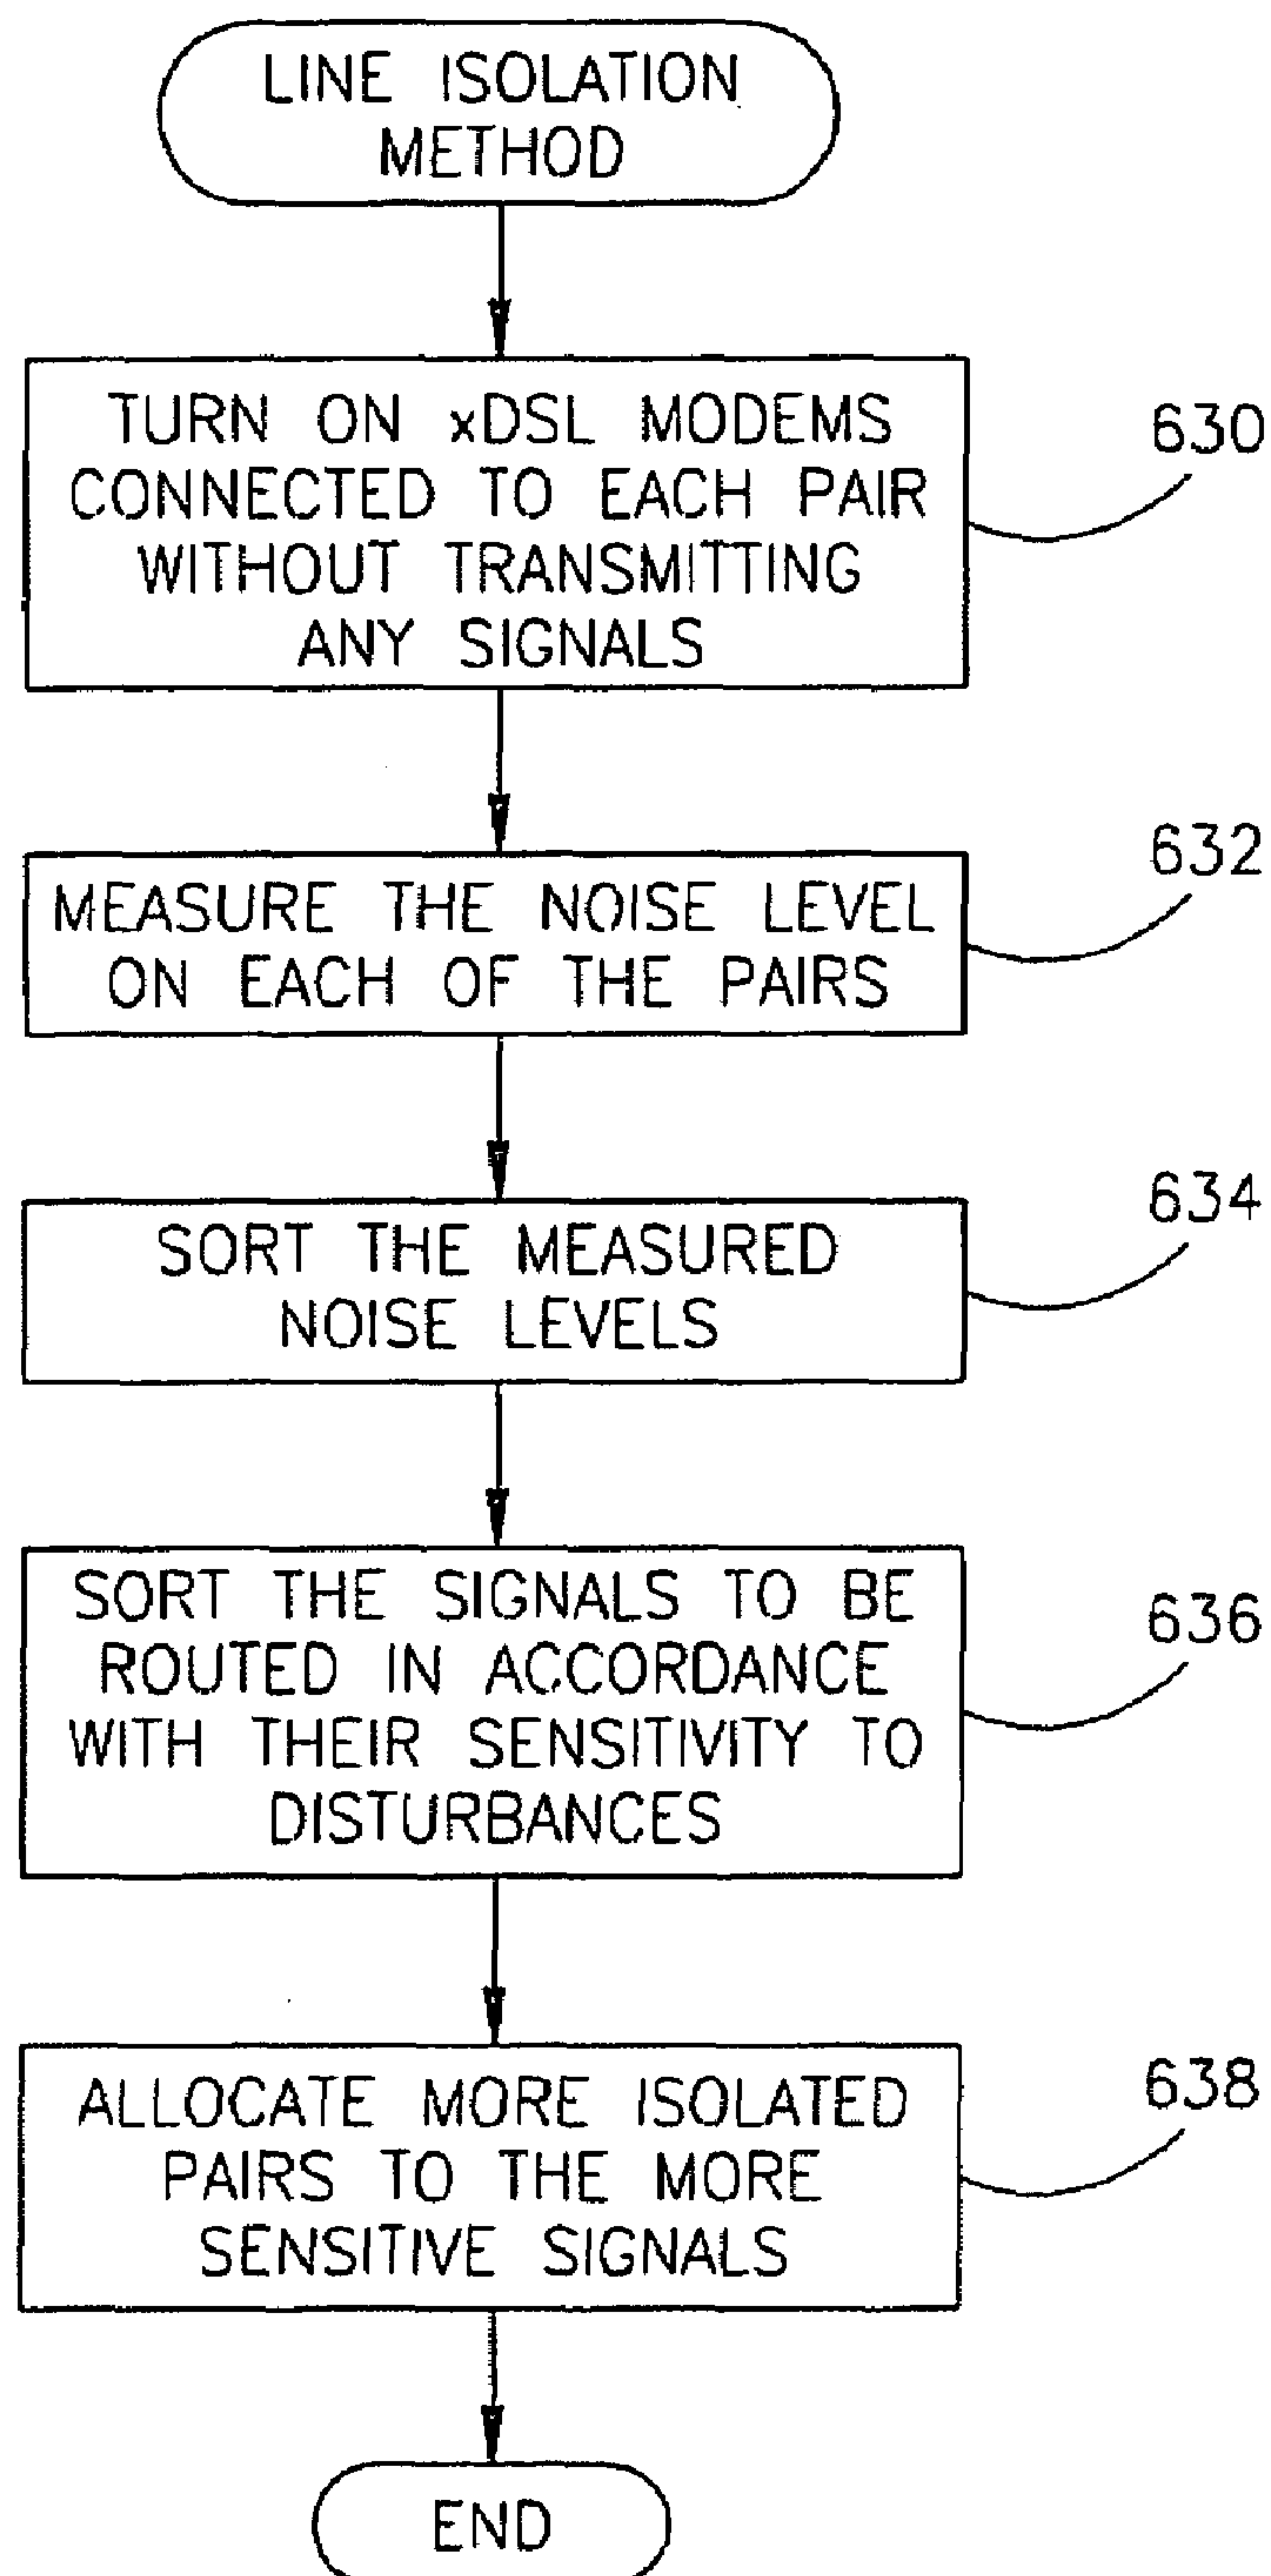 LINE ISOLATION
METHOD
TURN ON xDSL MODEMS
CONNECTED TO EACH PAIR
WITHOUT TRANSMITTING
ANY SIGNALS
630
MEASURE THE NOISE LEVEL
ON EACH OF THE PAIRS
632
SORT THE MEASURED
NOISE LEVELS
634
SORT THE SIGNALS TO BE
ROUTED IN ACCORDANCE
WITH THEIR SENSITIVITY TO
DISTURBANCES
636
ALLOCATE MORE ISOLATED
PAIRS TO THE MORE
SENSITIVE SIGNALS
638
END